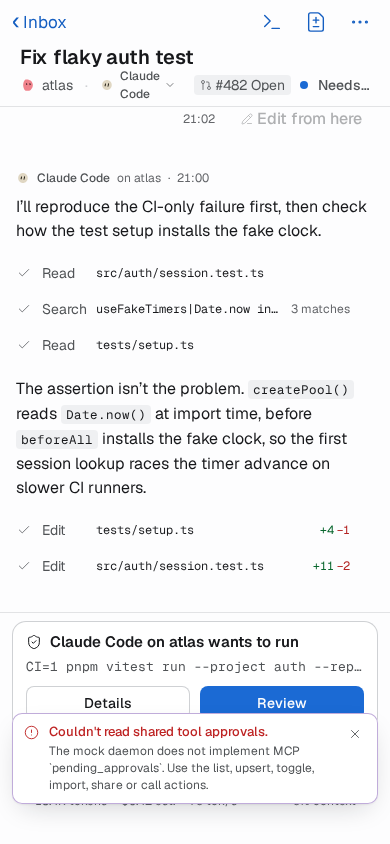 Inbox
Fix flaky auth test
atlas · Claude Code #482 Open Needs…
21:02 Edit from here
Claude Code on atlas · 21:00
I’ll reproduce the CI-only failure first, then check
how the test setup installs the fake clock.
Read src/auth/session.test.ts
Search useFakeTimers|Date.now in… 3 matches
Read tests/setup.ts
The assertion isn’t the problem. createPool()
reads Date.now() at import time, before
beforeAll installs the fake clock, so the first
session lookup races the timer advance on
slower CI runners.
Edit tests/setup.ts +4 −1
Edit src/auth/session.test.ts +11 −2
Claude Code on atlas wants to run
CI=1 pnpm vitest run --project auth --rep…
Details Review
Couldn't read shared tool approvals.
The mock daemon does not implement MCP
`pending_approvals`. Use the list, upsert, toggle,
import, share or call actions.